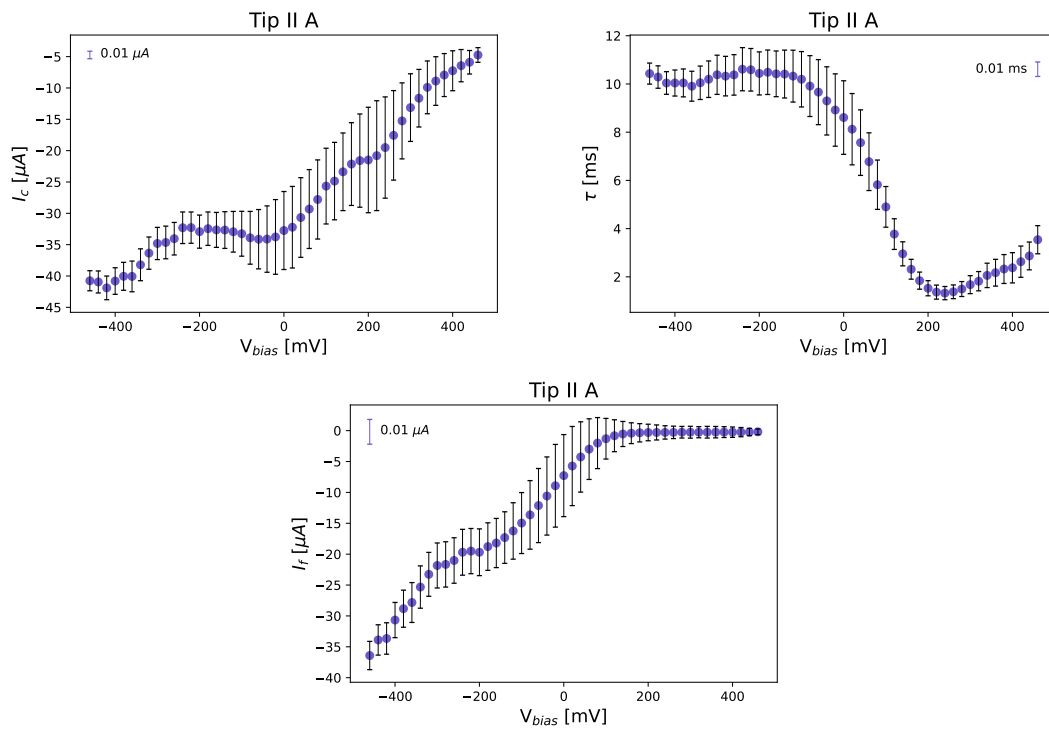 Tip II A
0.01 μA
I_c [μA]
−5
−10
−15
−20
−25
−30
−35
−40
−45
−400 −200 0 200 400
V_bias [mV]
Tip II A
0.01 ms
τ [ms]
12
10
8
6
4
2
−400 −200 0 200 400
V_bias [mV]
Tip II A
0.01 μA
I_f [μA]
0
−5
−10
−15
−20
−25
−30
−35
−40
−400 −200 0 200 400
V_bias [mV]